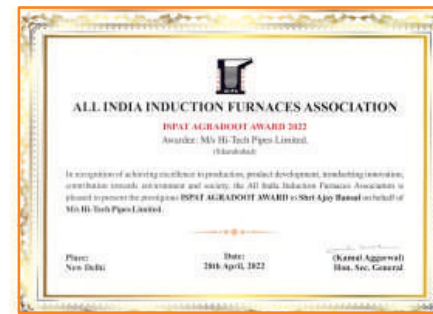 ALL INDIA INDUCTION FURNACES ASSOCIATION
ISPAT AGRADOOT AWARD 2022
Awardee: M/s Hi-Tech Pipes Limited.
(Sikandrabad)
In recognition of achieving excellence in production, product development, trendsetting innovation,
contribution towards environment and society, the All India Induction Furnaces Association is
pleased to present the prestigious ISPAT AGRADOOT AWARD to Shri Ajay Bansal on behalf of
M/s Hi-Tech Pipes Limited.
Place: Date:
New Delhi 28th April, 2022 (Kamal Aggarwal)
Hon. Sec. General